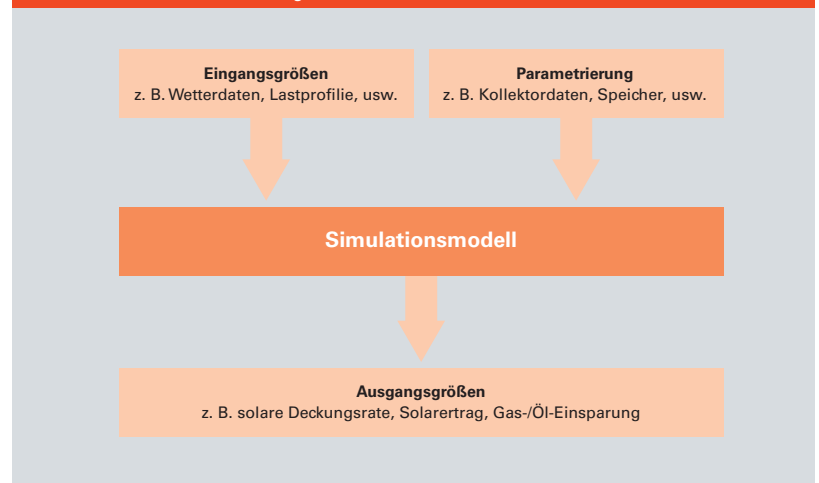 Eingangsgrößen
z. B. Wetterdaten, Lastprofilie, usw.
Parametrierung
z. B. Kollektordaten, Speicher, usw.
Simulationsmodell
Ausgangsgrößen
z. B. solare Deckungsrate, Solarertrag, Gas-/Öl-Einsparung